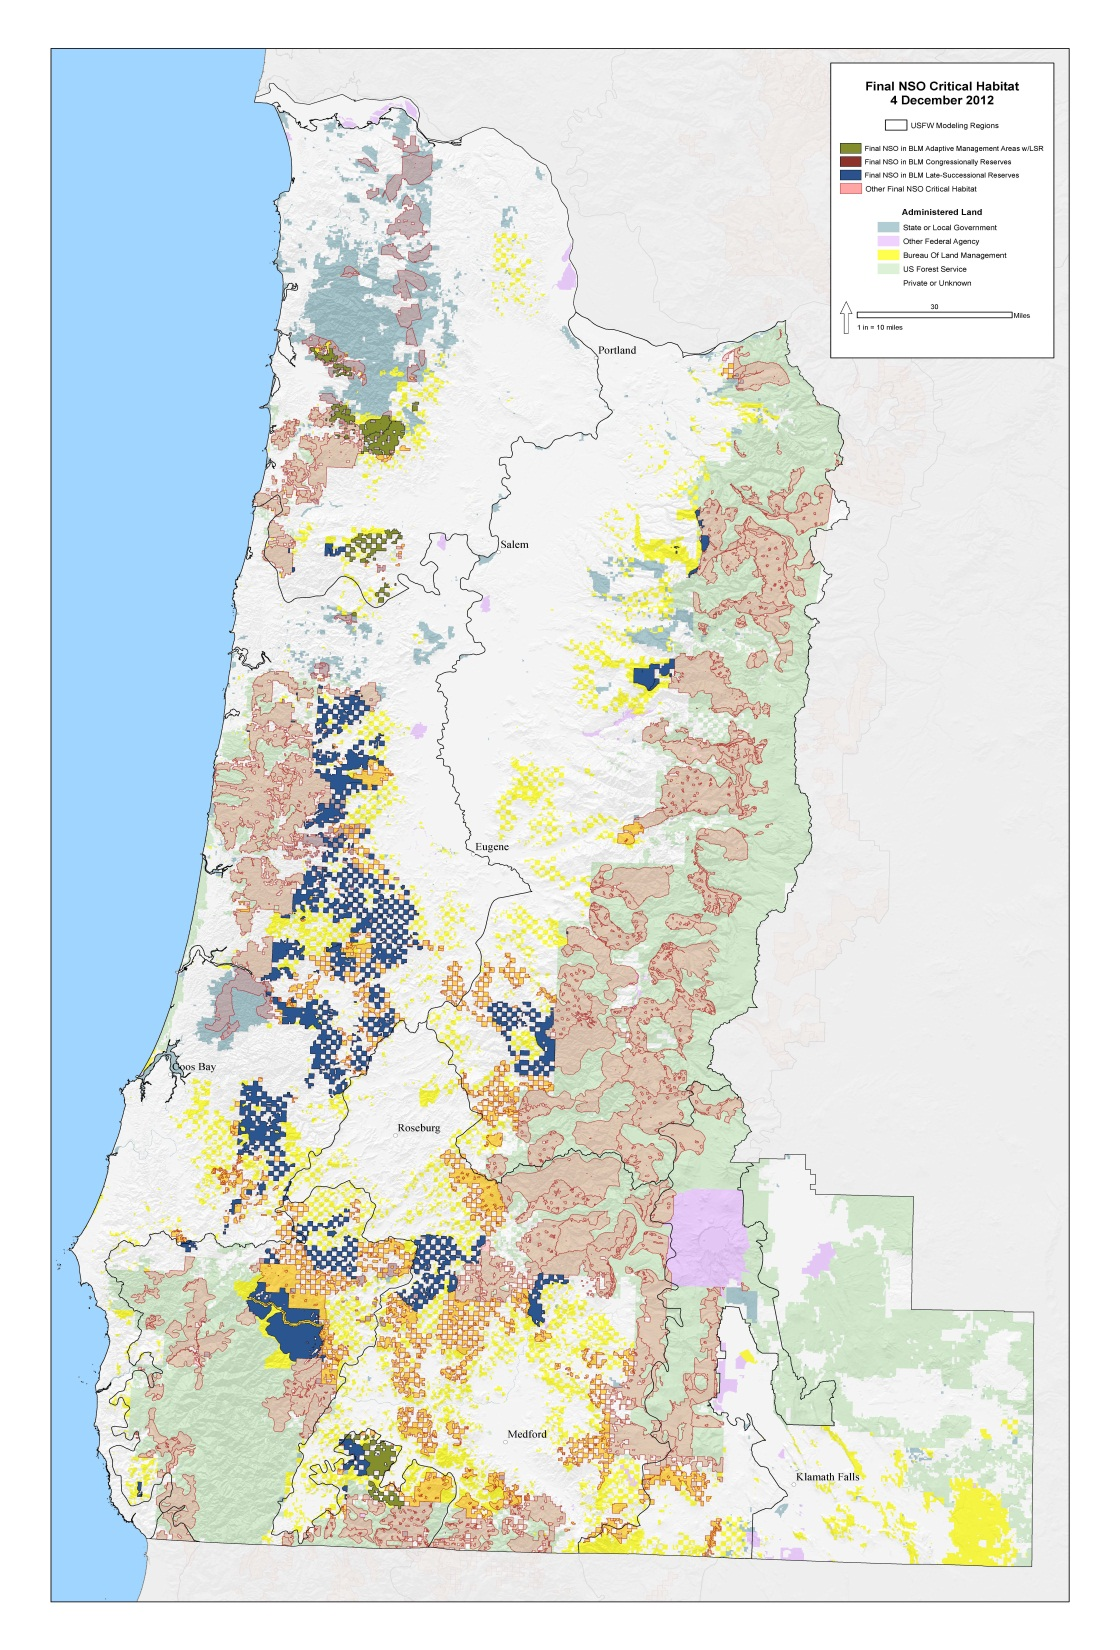 Final NSO Critical Habitat
4 December 2012
USFW Modeling Regions
Final NSO in BLM Adaptive Management Areas w/LSR
Final NSO in BLM Congressionally Reserves
Final NSO in BLM Late-Successional Reserves
Other Final NSO Critical Habitat
Administered Land
State or Local Government
Other Federal Agency
Bureau Of Land Management
US Forest Service
Private or Unknown
30
Miles
1 in = 10 miles
Portland
Salem
Eugene
Coos Bay
Roseburg
Medford
Klamath Falls